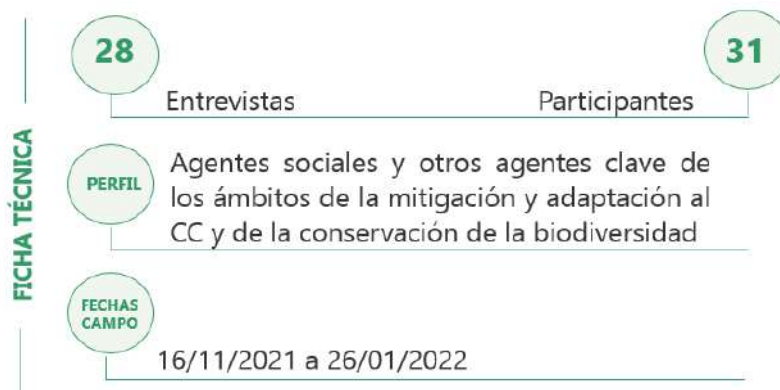 FICHA TÉCNICA
28
31
Entrevistas
Participantes
PERFIL
Agentes sociales y otros agentes clave de
los ámbitos de la mitigación y adaptación al
CC y de la conservación de la biodiversidad
FECHAS
CAMPO
16/11/2021 a 26/01/2022